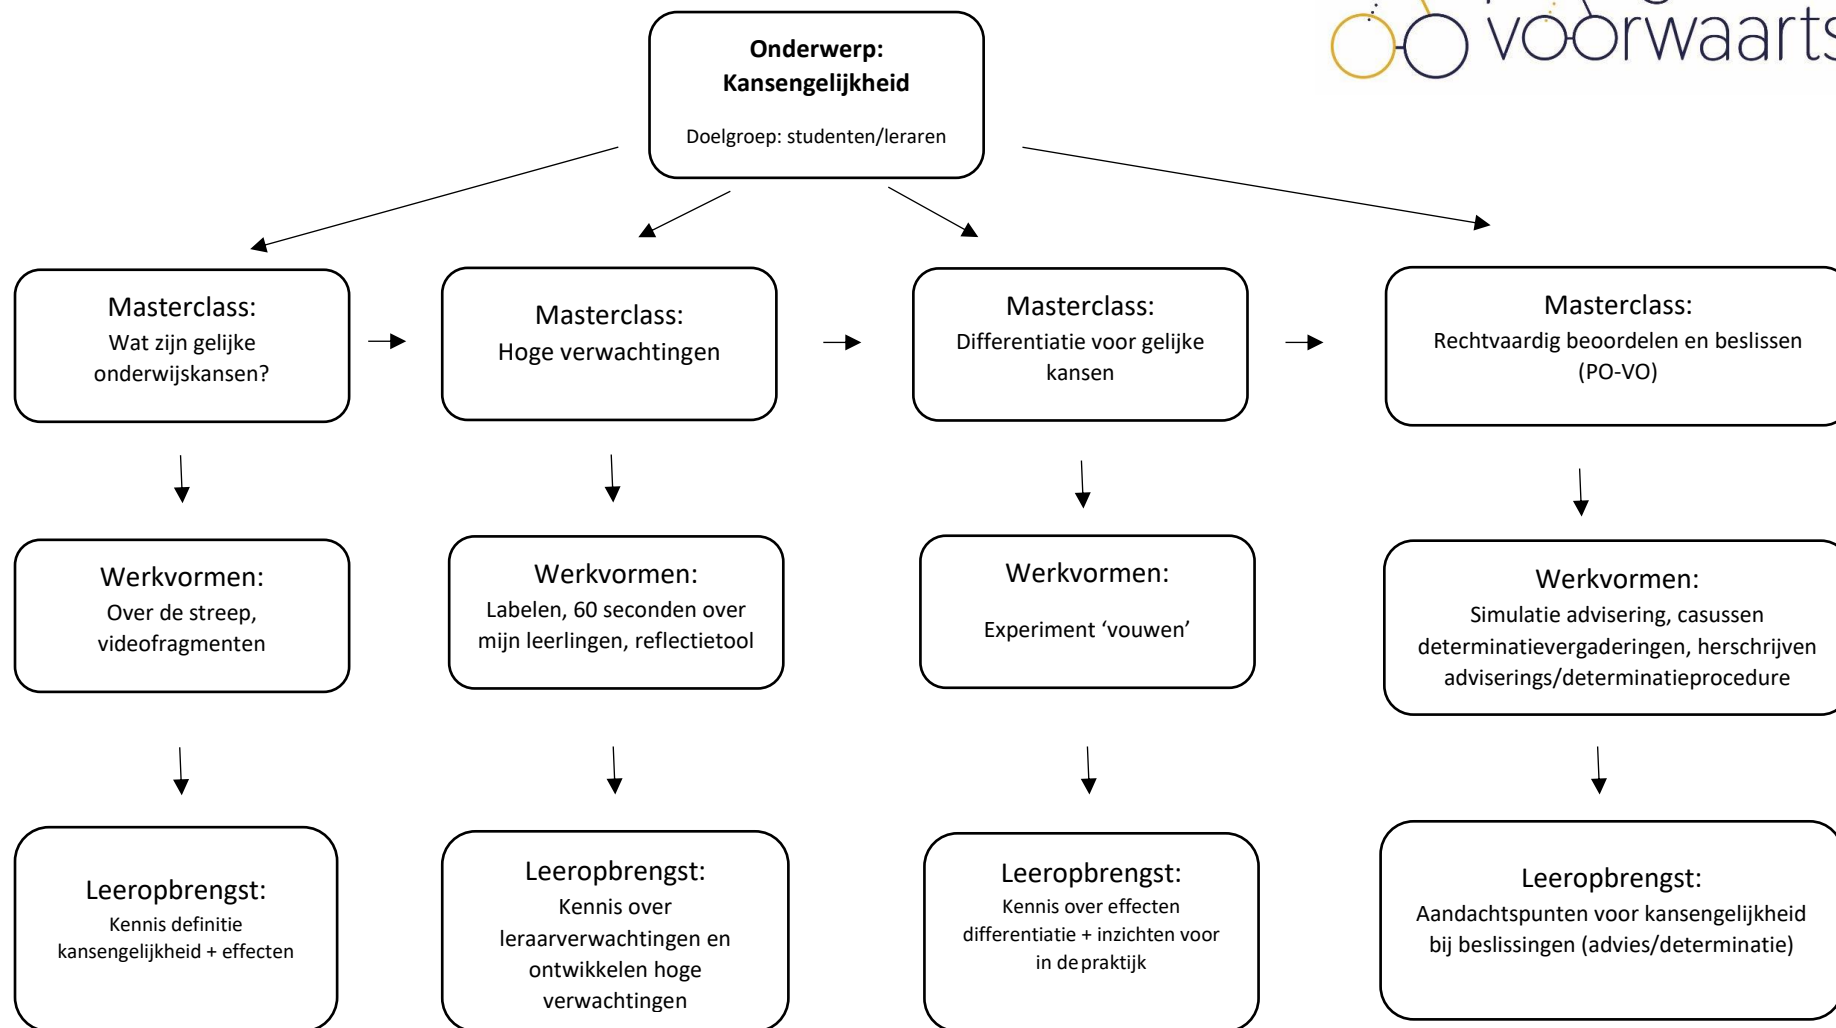 voorwaarts
Onderwerp:
Kansengelijkheid
Doelgroep: studenten/leraren
Masterclass:
Wat zijn gelijke
onderwijskansen?
Masterclass:
Hoge verwachtingen
Masterclass:
Differentiatie voor gelijke
kansen
Masterclass:
Rechtvaardig beoordelen en beslissen
(PO-VO)
Werkvormen:
Over de streep,
videofragmenten
Werkvormen:
Labelen, 60 seconden over
mijn leerlingen, reflectietool
Werkvormen:
Experiment ‘vouwen’
Werkvormen:
Simulatie advisering, casussen
determinatievergaderingen, herschrijven
adviserings/determinatieprocedure
Leeropbrengst:
Kennis definitie
kansengelijkheid + effecten
Leeropbrengst:
Kennis over
leraarverwachtingen en
ontwikkelen hoge
verwachtingen
Leeropbrengst:
Kennis over effecten
differentiatie + inzichten voor
in de praktijk
Leeropbrengst:
Aandachtspunten voor kansengelijkheid
bij beslissingen (advies/determinatie)